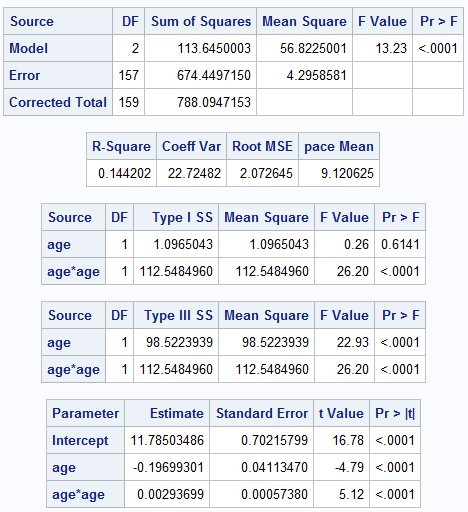 Source DF Sum of Squares Mean Square F Value Pr > F
Model 2 113.6450003 56.8225001 13.23 <.0001
Error 157 674.4497150 4.2958581
Corrected Total 159 788.0947153
R-Square Coeff Var Root MSE pace Mean
0.144202 22.72482 2.072645 9.120625
Source DF Type I SS Mean Square F Value Pr > F
age 1 1.0965043 1.0965043 0.26 0.6141
age*age 1 112.5484960 112.5484960 26.20 <.0001
Source DF Type III SS Mean Square F Value Pr > F
age 1 98.5223939 98.5223939 22.93 <.0001
age*age 1 112.5484960 112.5484960 26.20 <.0001
Parameter Estimate Standard Error t Value Pr > |t|
Intercept 11.78503486 0.70215799 16.78 <.0001
age -0.19699301 0.04113470 -4.79 <.0001
age*age 0.00293699 0.00057380 5.12 <.0001